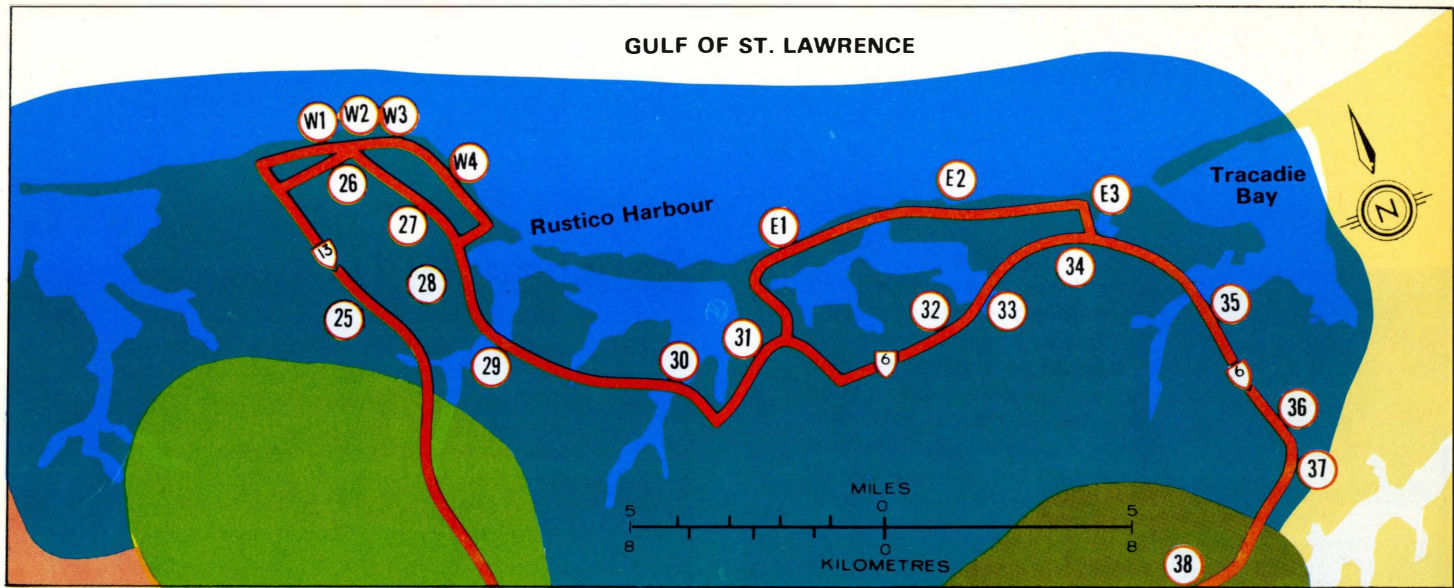 GULF OF ST. LAWRENCE
W1
W2
W3
W4
26
27
28
13
25
29
Rustico Harbour
30
31
E1
E2
E3
Tracadie
Bay
N
32
33
34
6
35
6
36
37
38
MILES
5 0 5
8 0 8
KILOMETRES